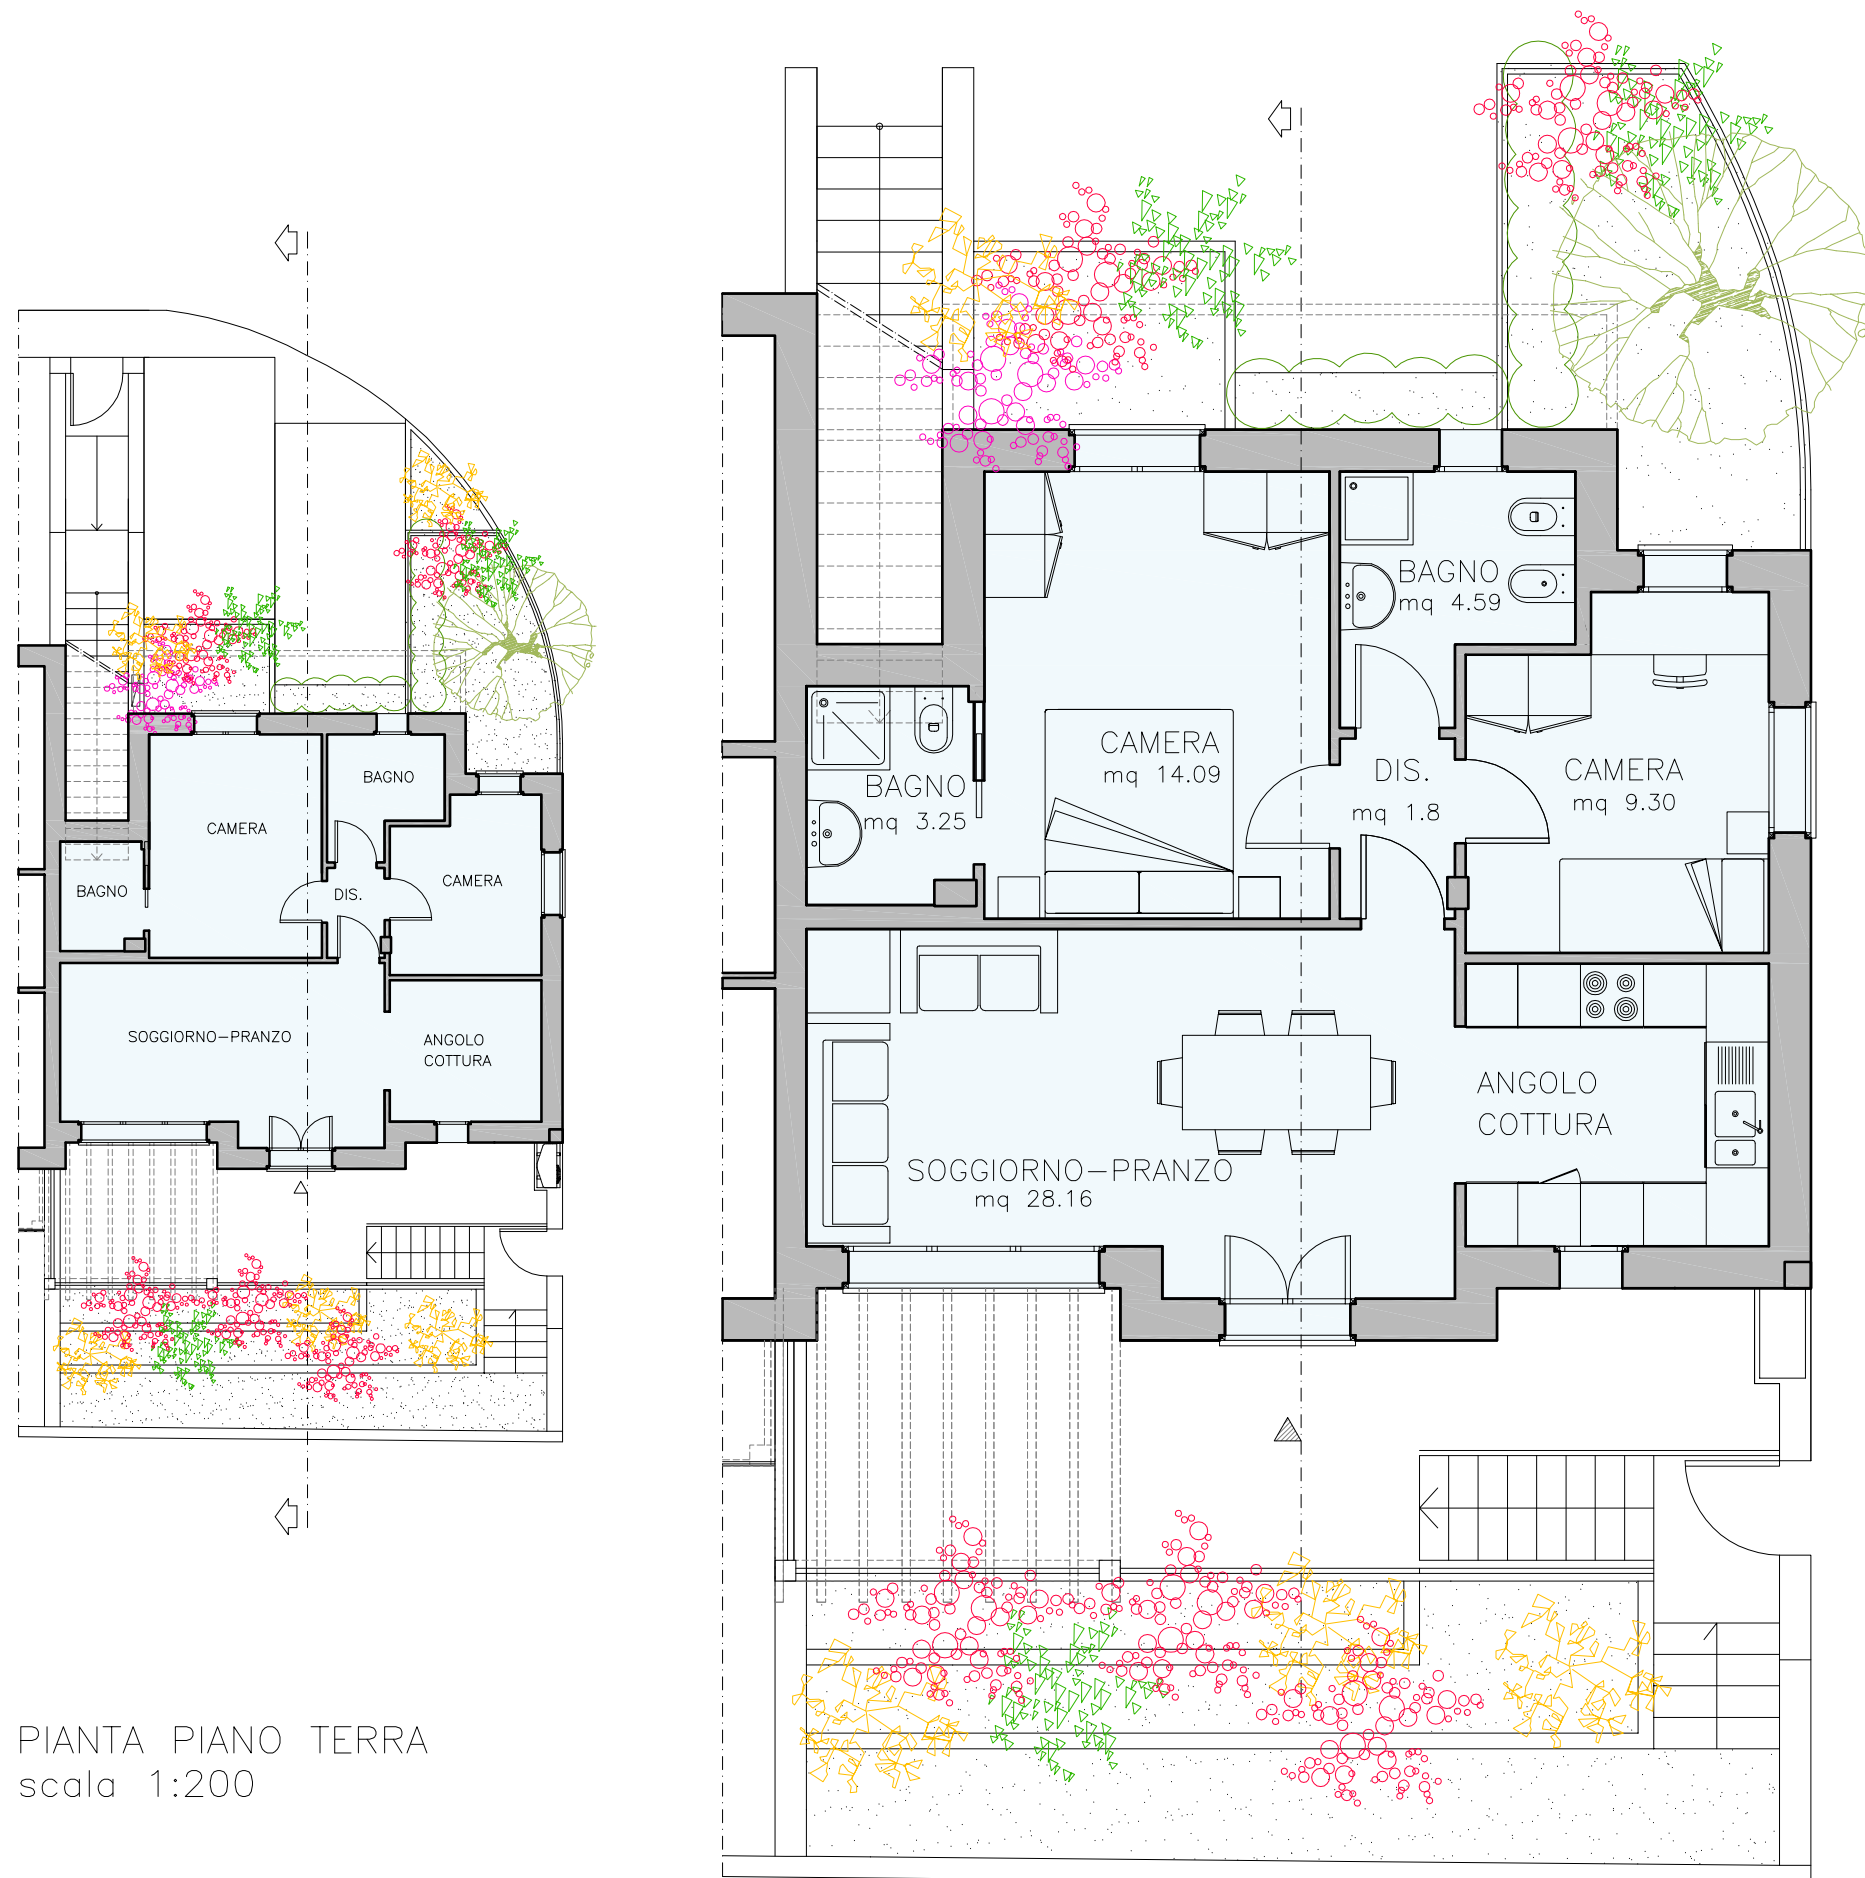 CAMERA
BAGNO
BAGNO
DIS.
CAMERA
SOGGIORNO-PRANZO
ANGOLO
COTTURA
PIANTA PIANO TERRA
scala 1:200
BAGNO
mq 4.59
CAMERA
mq 14.09
BAGNO
mq 3.25
DIS.
mq 1.8
CAMERA
mq 9.30
ANGOLO
COTTURA
SOGGIORNO-PRANZO
mq 28.16